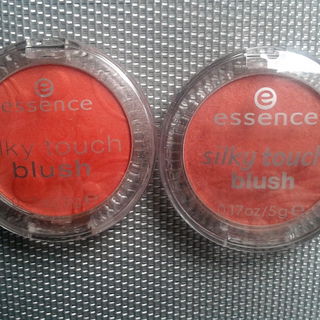 essence
silky touch
blush
essence
silky touch
blush
0.17oz/5g℮